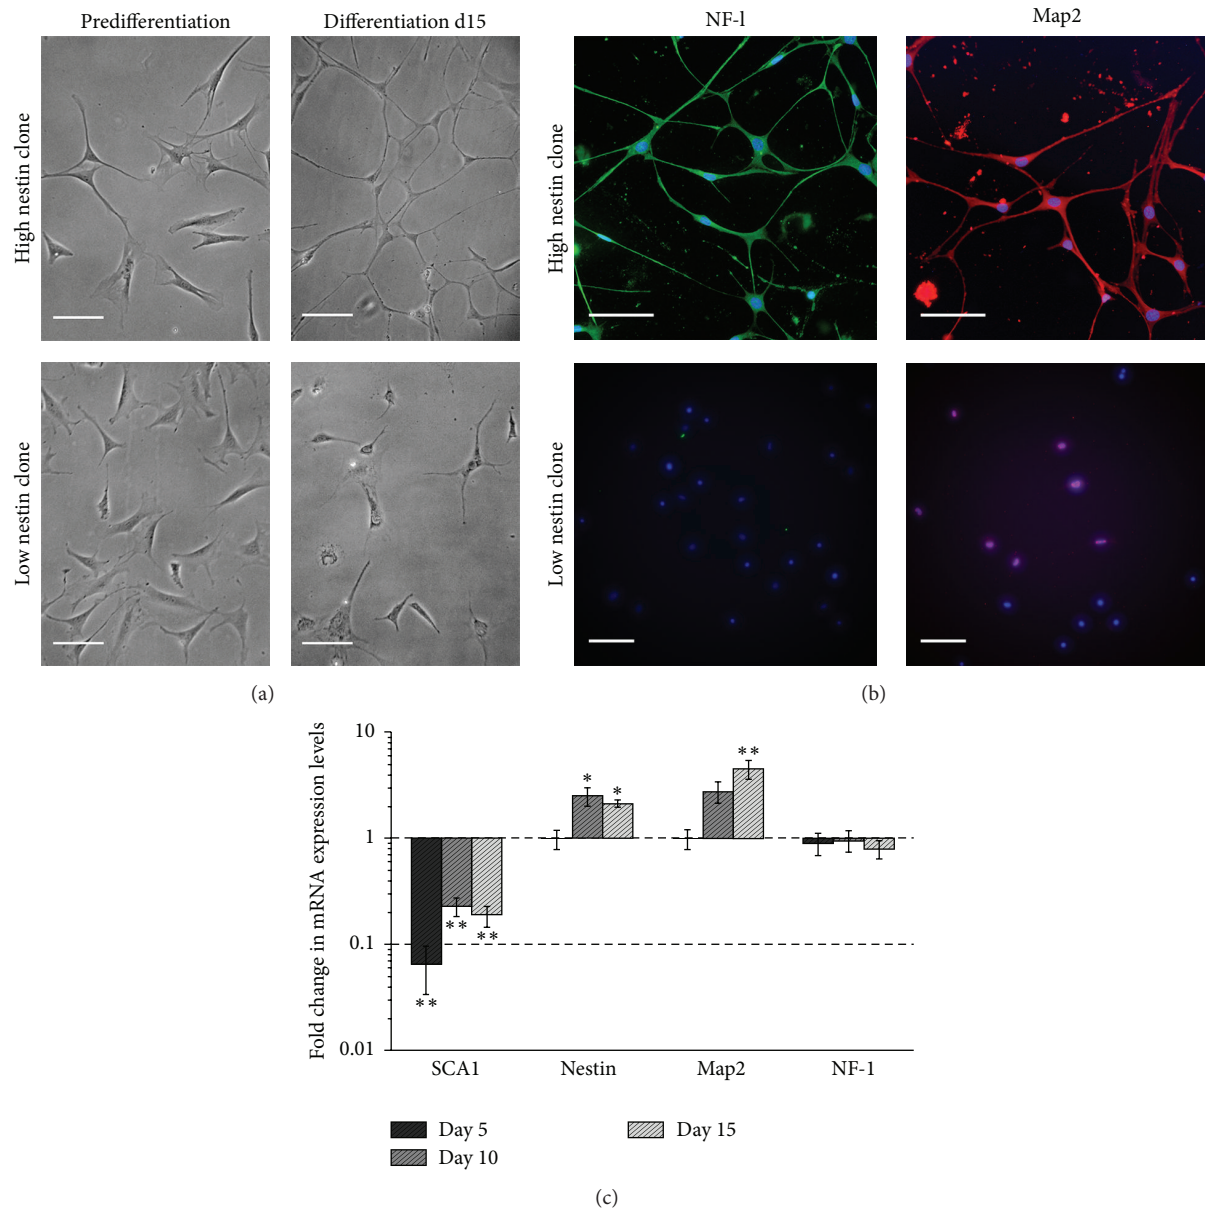 Predifferentiation
Differentiation d15
NF-l
Map2
High nestin clone
High nestin clone
Low nestin clone
Low nestin clone
(a)
(b)
Fold change in mRNA expression levels
10
1
0.1
0.01
**
**
**
*
*
**
SCA1
Nestin
Map2
NF-1
Day 5
Day 15
Day 10
(c)